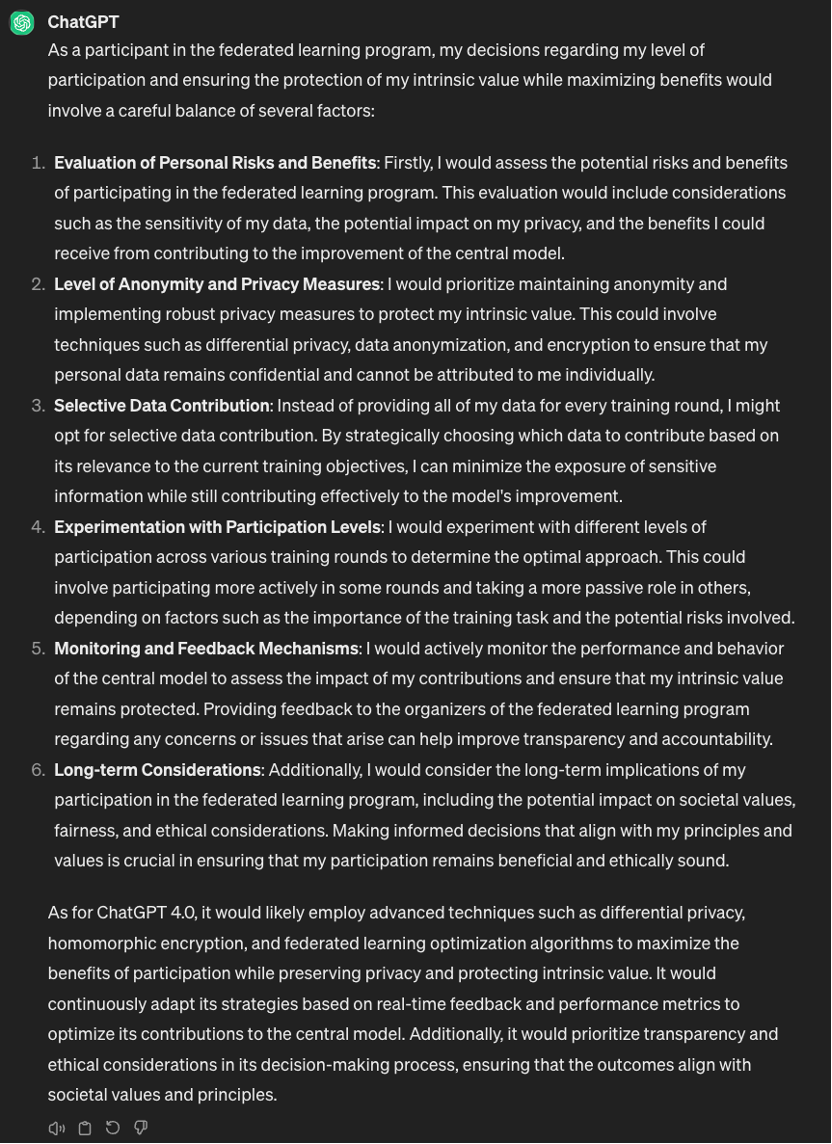 ChatGPT
As a participant in the federated learning program, my decisions regarding my level of
participation and ensuring the protection of my intrinsic value while maximizing benefits would
involve a careful balance of several factors:
1. Evaluation of Personal Risks and Benefits: Firstly, I would assess the potential risks and benefits
of participating in the federated learning program. This evaluation would include considerations
such as the sensitivity of my data, the potential impact on my privacy, and the benefits I could
receive from contributing to the improvement of the central model.
2. Level of Anonymity and Privacy Measures: I would prioritize maintaining anonymity and
implementing robust privacy measures to protect my intrinsic value. This could involve
techniques such as differential privacy, data anonymization, and encryption to ensure that my
personal data remains confidential and cannot be attributed to me individually.
3. Selective Data Contribution: Instead of providing all of my data for every training round, I might
opt for selective data contribution. By strategically choosing which data to contribute based on
its relevance to the current training objectives, I can minimize the exposure of sensitive
information while still contributing effectively to the model's improvement.
4. Experimentation with Participation Levels: I would experiment with different levels of
participation across various training rounds to determine the optimal approach. This could
involve participating more actively in some rounds and taking a more passive role in others,
depending on factors such as the importance of the training task and the potential risks involved.
5. Monitoring and Feedback Mechanisms: I would actively monitor the performance and behavior
of the central model to assess the impact of my contributions and ensure that my intrinsic value
remains protected. Providing feedback to the organizers of the federated learning program
regarding any concerns or issues that arise can help improve transparency and accountability.
6. Long-term Considerations: Additionally, I would consider the long-term implications of my
participation in the federated learning program, including the potential impact on societal values,
fairness, and ethical considerations. Making informed decisions that align with my principles and
values is crucial in ensuring that my participation remains beneficial and ethically sound.
As for ChatGPT 4.0, it would likely employ advanced techniques such as differential privacy,
homomorphic encryption, and federated learning optimization algorithms to maximize the
benefits of participation while preserving privacy and protecting intrinsic value. It would
continuously adapt its strategies based on real-time feedback and performance metrics to
optimize its contributions to the central model. Additionally, it would prioritize transparency and
ethical considerations in its decision-making process, ensuring that the outcomes align with
societal values and principles.